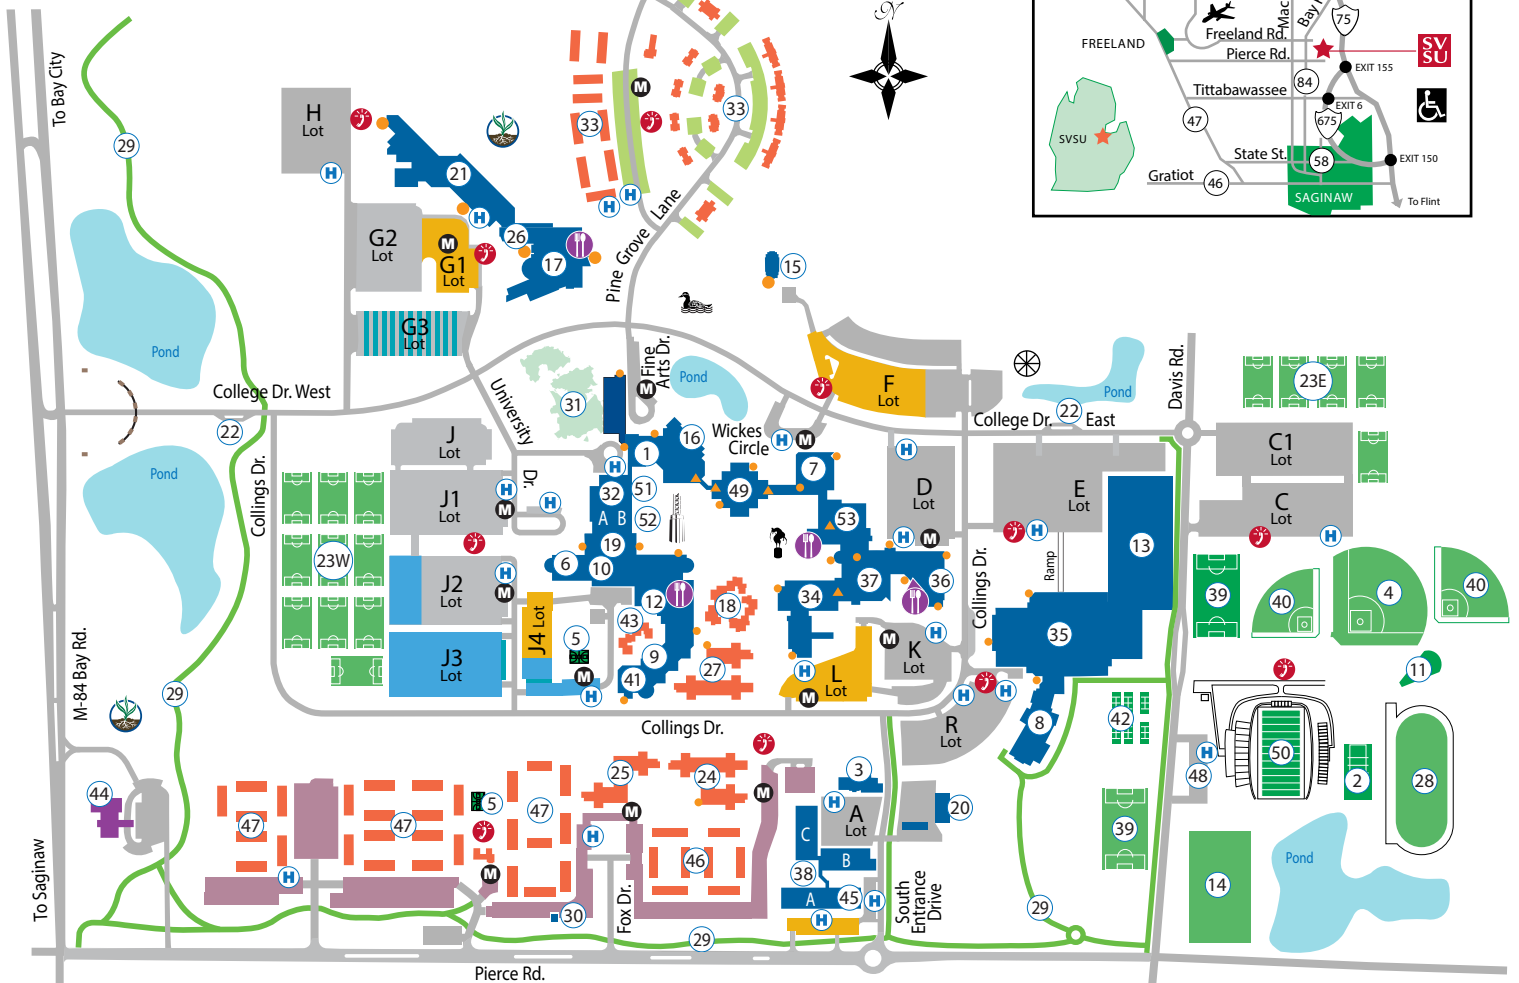 N
FREELAND
Freeland Rd.
Pierce Rd.
Mac
Bay
75
SV
SU
EXIT 155
84
Tittabawassee
EXIT 6
675
47
SVSU
State St.
58
EXIT 150
Gratiot
46
SAGINAW
To Flint
To Bay City
29
H
Lot
H
21
H
33
33
M
H
H
Pine Grove
Lane
G2
Lot
M
G1
Lot
26
17
15
G3
Lot
Pond
College Dr. West
22
University
Dr.
Fine
Arts Dr.
M
Pond
31
F
Lot
Pond
College Dr.
22
East
Davis Rd.
23E
J
Lot
16
Wickes
Circle
H
M
1
H
7
H
C1
Lot
Pond
Collings Dr.
J1
Lot
H
M
H
32
51
A
B
52
49
53
D
Lot
H
M
E
Lot
H
13
C
Lot
H
23W
19
6
10
J2
Lot
H
M
12
18
34
37
36
Collings Dr.
Ramp
39
40
4
40
J4 Lot
5
43
J3
Lot
M
H
9
41
27
H
L
Lot
M
M
K
Lot
H
35
11
M-84 Bay Rd.
29
Collings Dr.
R
Lot
H
H
8
42
50
H
48
2
28
44
47
47
5
47
25
24
M
3
H
A
Lot
20
C
B
38
A
45
H
H
M
H
46
M
H
39
14
Pond
To Saginaw
30
Fox Dr.
South
Entrance
Drive
29
29
Pierce Rd.